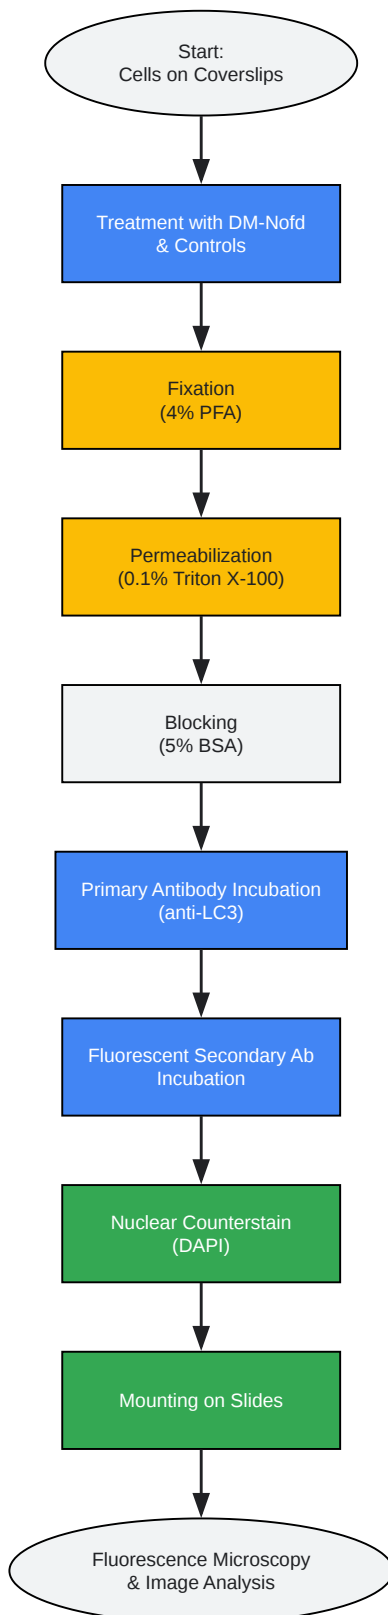 Start:
Cells on Coverslips
Treatment with DM-Nofd
& Controls
Fixation
(4% PFA)
Permeabilization
(0.1% Triton X-100)
Blocking
(5% BSA)
Primary Antibody Incubation
(anti-LC3)
Fluorescent Secondary Ab
Incubation
Nuclear Counterstain
(DAPI)
Mounting on Slides
Fluorescence Microscopy
& Image Analysis